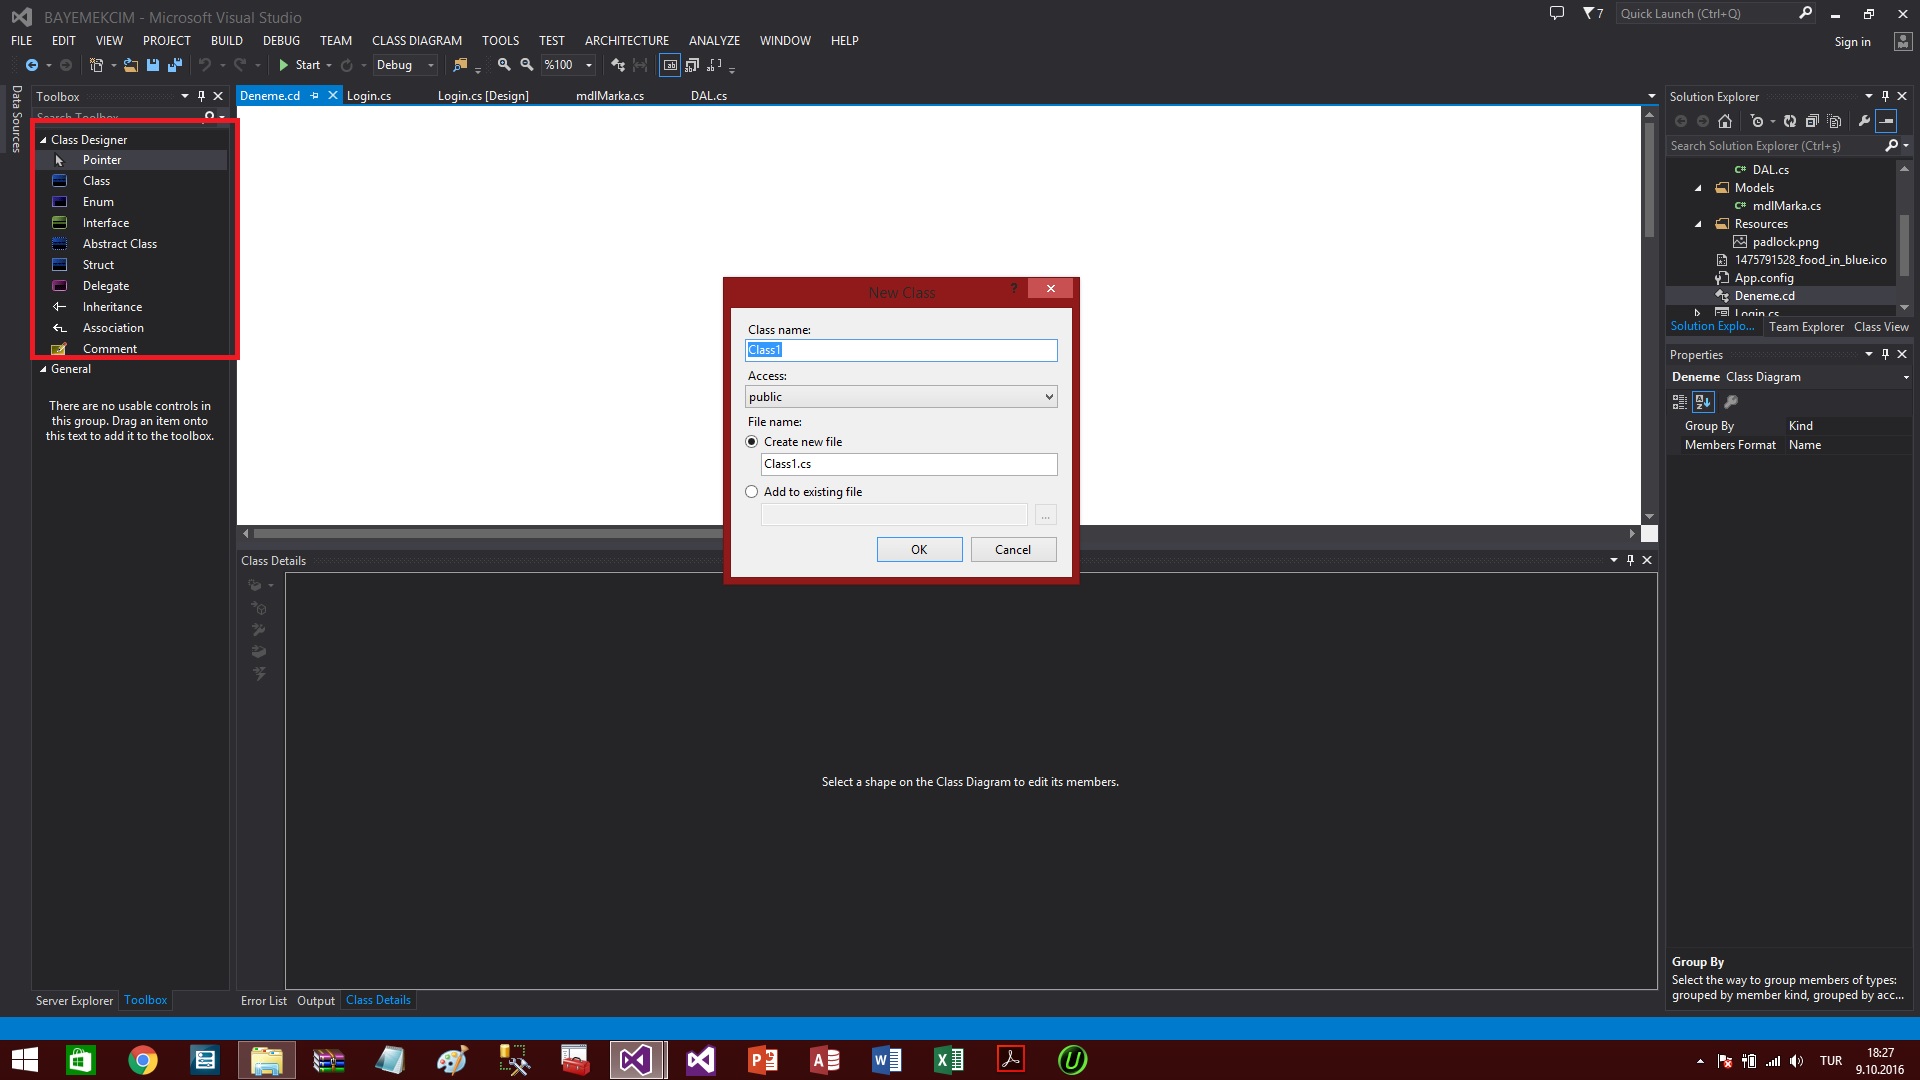 BAYEMEKCIM - Microsoft Visual Studio
7
Quick Launch (Ctrl+Q)
FILE EDIT VIEW PROJECT BUILD DEBUG TEAM CLASS DIAGRAM TOOLS TEST ARCHITECTURE ANALYZE WINDOW HELP
Sign in
Start Debug %100
Data Sources
Toolbox
Search Toolbox
Class Designer
Pointer
Class
Enum
Interface
Abstract Class
Struct
Delegate
Inheritance
Association
Comment
General
There are no usable controls in
this group. Drag an item onto
this text to add it to the toolbox.
Server Explorer Toolbox
Deneme.cd Login.cs Login.cs [Design] mdlMarka.cs DAL.cs
New Class
?
Class name:
Class1
Access:
public
File name:
Create new file
Class1.cs
Add to existing file
...
OK Cancel
Class Details
Select a shape on the Class Diagram to edit its members.
Error List Output Class Details
Solution Explorer
Search Solution Explorer (Ctrl+ş)
C# DAL.cs
Models
C# mdlMarka.cs
Resources
padlock.png
1475791528_food_in_blue.ico
App.config
Deneme.cd
Login.cs
Solution Explo... Team Explorer Class View
Properties
Deneme Class Diagram
Group By Kind
Members Format Name
Group By
Select the way to group members of types:
grouped by member kind, grouped by acc...
TUR
18:27
9.10.2016